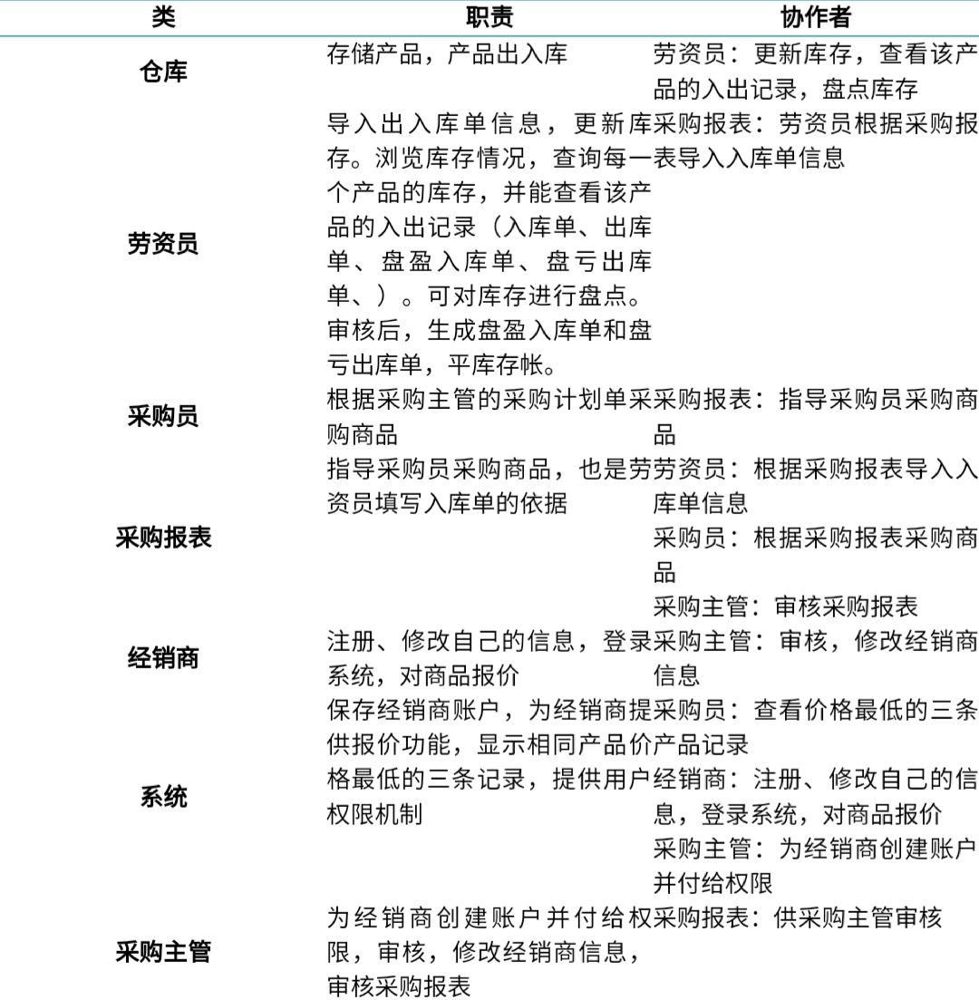 类 职责 协作者
仓库
存储产品，产品出入库
劳资员：更新库存，查看该产
品的入出记录，盘点库存
劳资员
导入出入库单信息，更新库
存。浏览库存情况，查询每一
个产品的库存，并能查看该产
品的入出记录（入库单、出库
单、盘盈入库单、盘亏出库
单、）。可对库存进行盘点。
审核后，生成盘盈入库单和盘
亏出库单，平库存帐。
采购报表：劳资员根据采购报
表导入入库单信息
采购员
根据采购主管的采购计划单采
购商品
采购报表：指导采购员采购商
品
采购报表
指导采购员采购商品，也是劳
资员填写入库单的依据
劳资员：根据采购报表导入入
库单信息
采购员：根据采购报表采购商
品
采购主管：审核采购报表
经销商
注册、修改自己的信息，登录
系统，对商品报价
采购主管：审核，修改经销商
信息
系统
保存经销商账户，为经销商提
供报价功能，显示相同产品价
格最低的三条记录，提供用户
权限机制
采购员：查看价格最低的三条
产品记录
经销商：注册、修改自己的信
息，登录系统，对商品报价
采购主管：为经销商创建账户
并付给权限
采购主管
为经销商创建账户并付给权
限，审核，修改经销商信息，
审核采购报表
采购报表：供采购主管审核